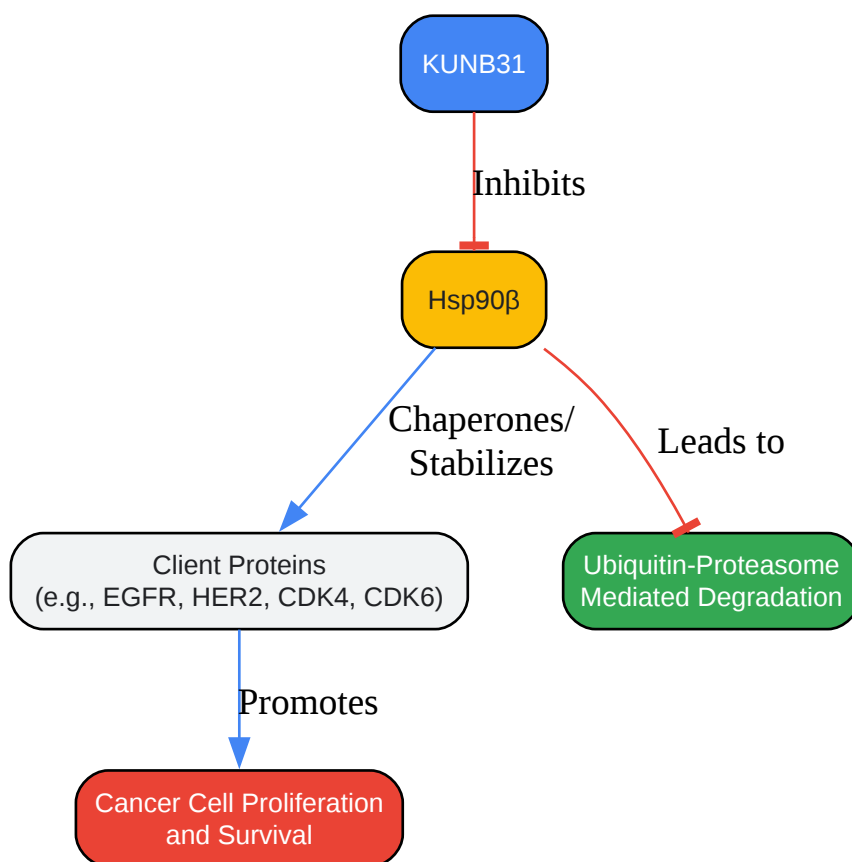 KUNB31
Inhibits
Hsp90β
Chaperones/
Stabilizes
Leads to
Client Proteins
(e.g., EGFR, HER2, CDK4, CDK6)
Ubiquitin-Proteasome
Mediated Degradation
Promotes
Cancer Cell Proliferation
and Survival